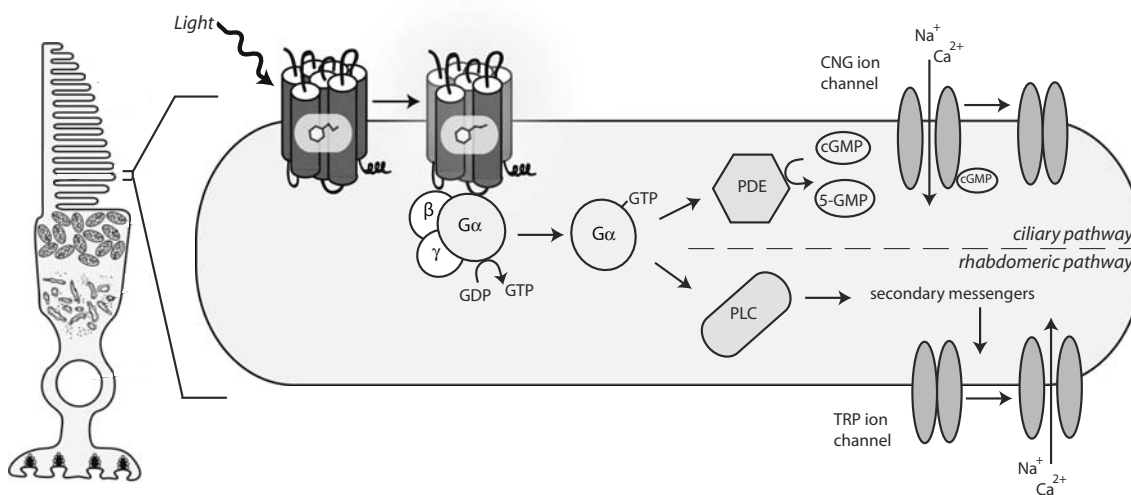 Light
Na+
Ca2+
CNG ion
channel
cGMP
5-GMP
PDE
cGMP
GTP
β
Gα
γ
Gα
GDP
GTP
ciliary pathway
rhabdomeric pathway
PLC
secondary messengers
TRP ion
channel
Na+
Ca2+